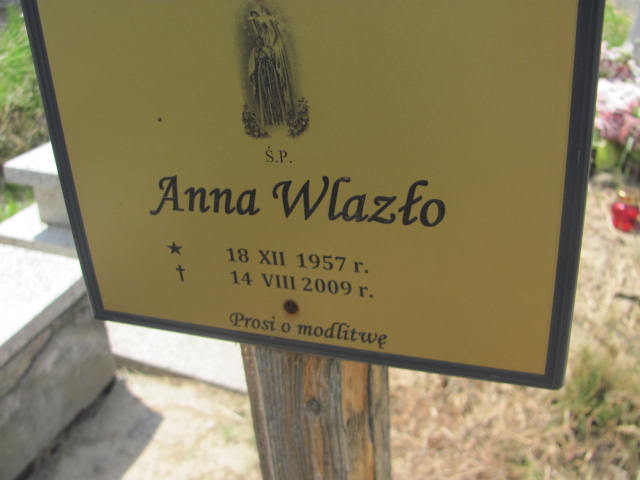 Ś.P.
Anna Wlazło
★ 18 XII 1957 r.
† 14 VIII 2009 r.
Prosi o modlitwę